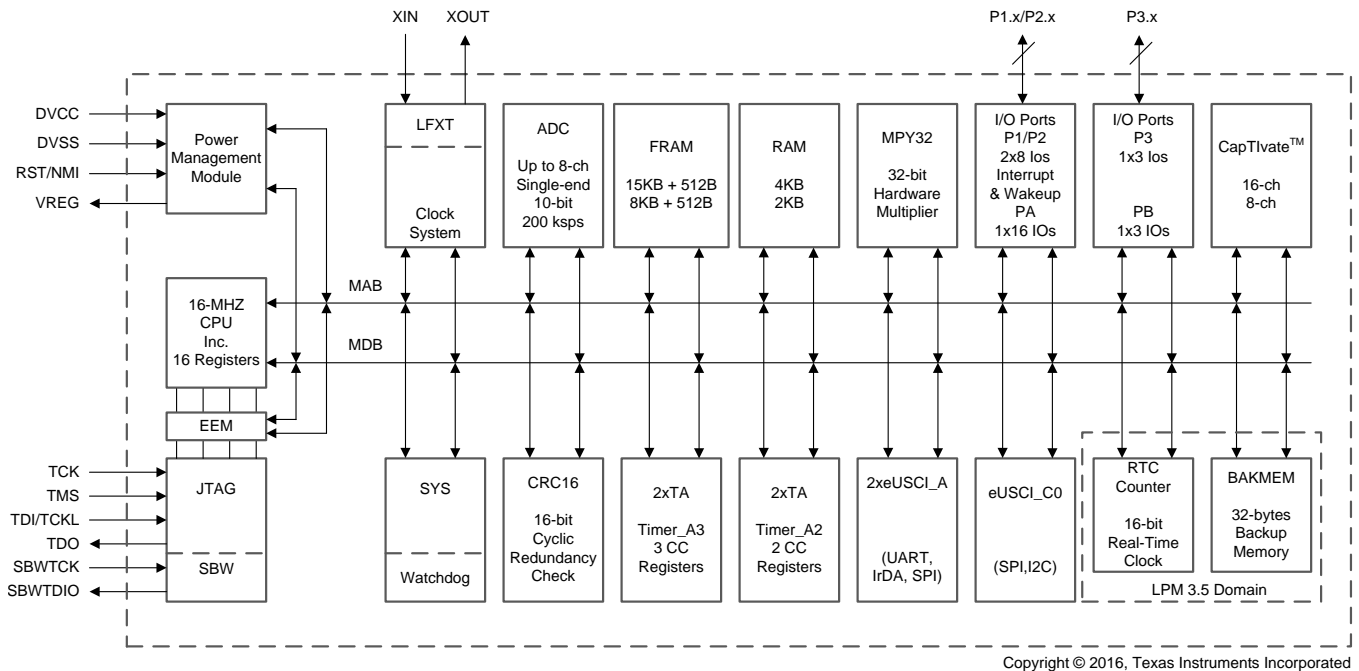 XIN
XOUT
P1.x/P2.x
P3.x
DVCC
DVSS
RST/NMI
VREG
Power
Management
Module
LFXT
Clock
System
ADC
Up to 8-ch
Single-end
10-bit
200 ksps
FRAM
15KB + 512B
8KB + 512B
RAM
4KB
2KB
MPY32
32-bit
Hardware
Multiplier
I/O Ports
P1/P2
2x8 Ios
Interrupt
& Wakeup
PA
1x16 IOs
I/O Ports
P3
1x3 Ios
PB
1x3 IOs
CapTIvate™
16-ch
8-ch
MAB
MDB
16-MHZ
CPU
Inc.
16 Registers
EEM
TCK
TMS
TDI/TCKL
TDO
SBWTCK
SBWTDIO
JTAG
SBW
SYS
Watchdog
CRC16
16-bit
Cyclic
Redundancy
Check
2xTA
Timer_A3
3 CC
Registers
2xTA
Timer_A2
2 CC
Registers
2xeUSCI_A
(UART,
IrDA, SPI)
eUSCI_C0
(SPI,I2C)
RTC
Counter
16-bit
Real-Time
Clock
BAKMEM
32-bytes
Backup
Memory
LPM 3.5 Domain
Copyright © 2016, Texas Instruments Incorporated